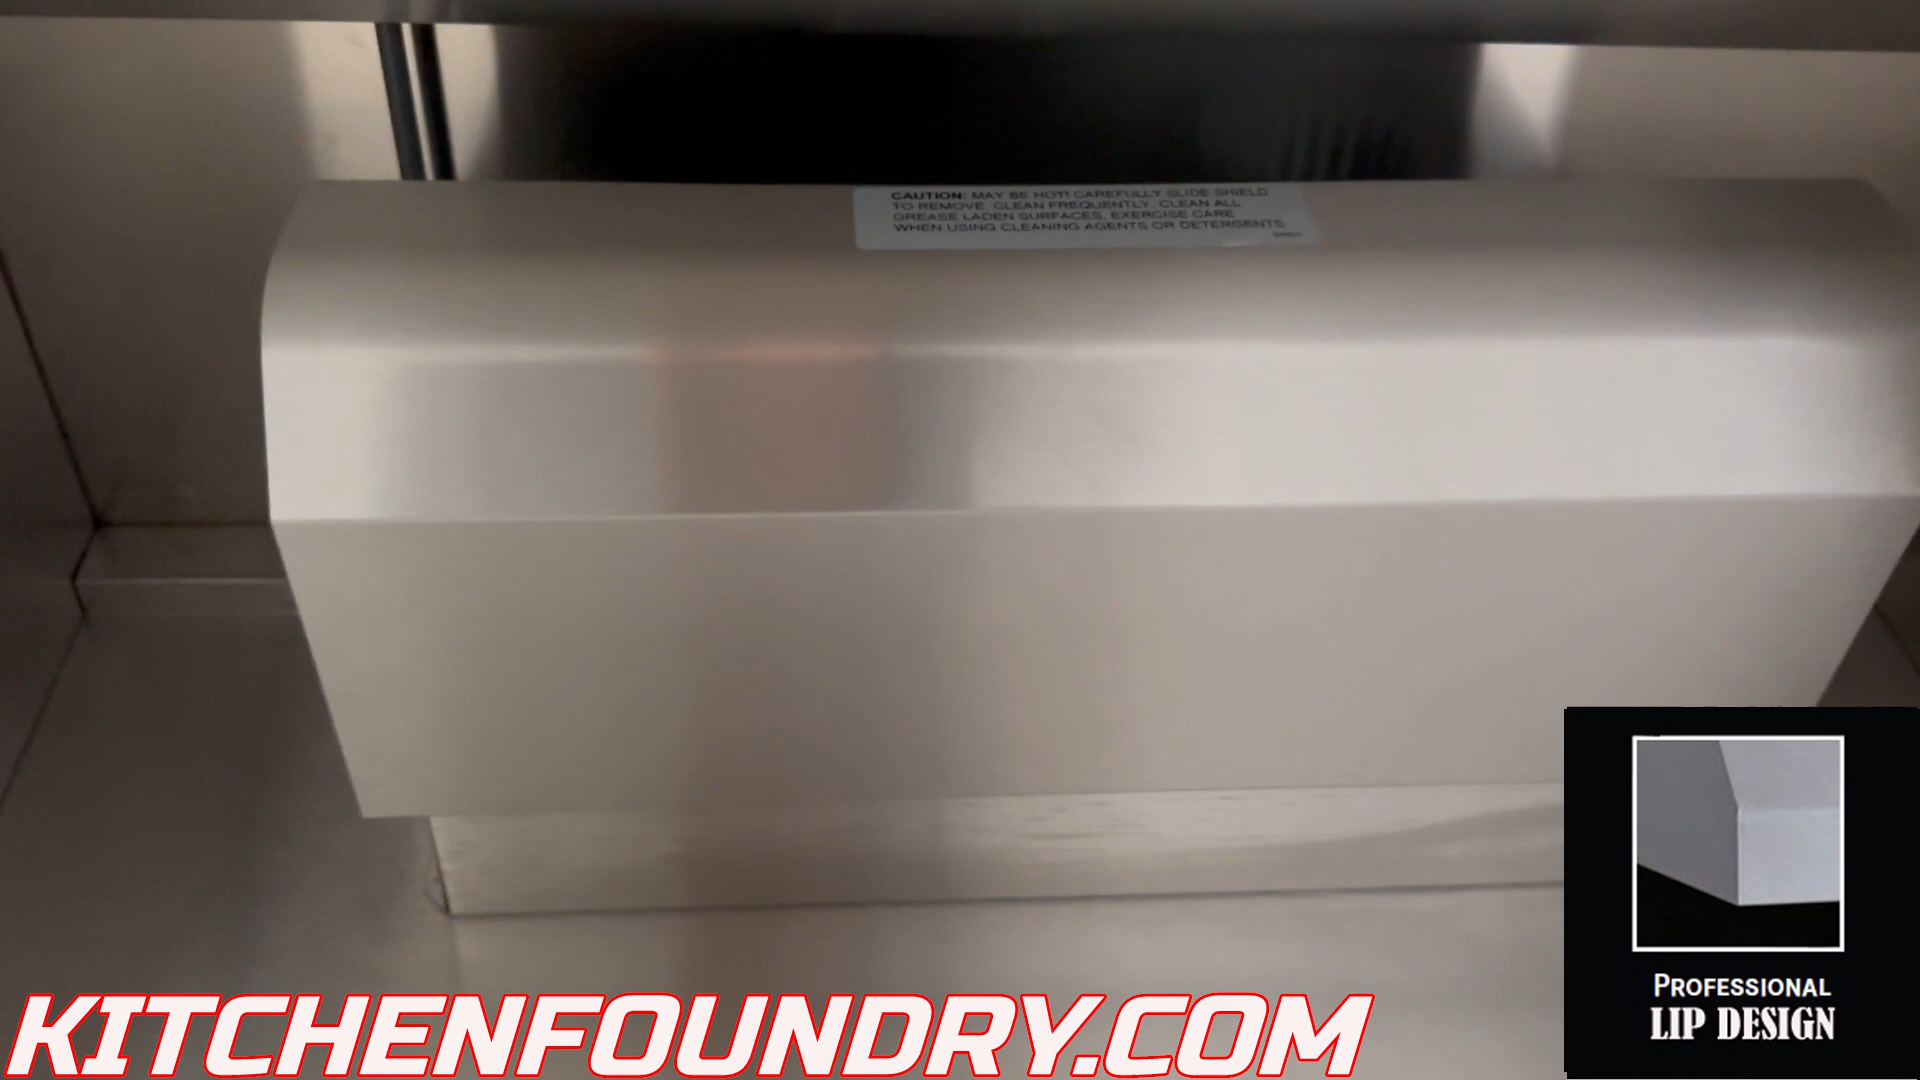 CAUTION: MAY BE HOT! CAREFULLY SLIDE SHIELD
TO REMOVE. CLEAN FREQUENTLY. CLEAN ALL
GREASE LADEN SURFACES, EXERCISE CARE
WHEN USING CLEANING AGENTS OR DETERGENTS.
KITCHENFOUNDRY.COM
PROFESSIONAL
LIP DESIGN